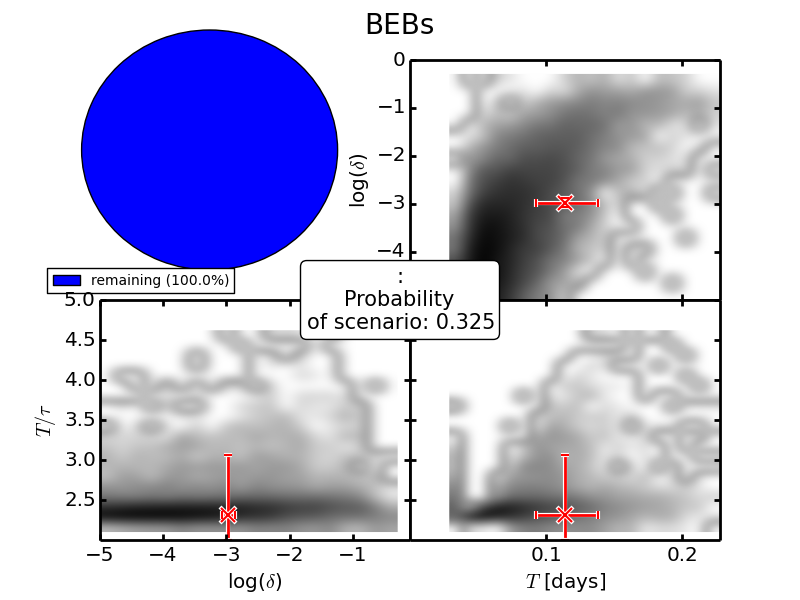 BEBs
0
−1
−2
−3
−4
log(δ)
remaining (100.0%)
:
Probability
of scenario: 0.325
5.0
4.5
4.0
3.5
3.0
2.5
T/τ
−5 −4 −3 −2 −1
log(δ)
0.1 0.2
T [days]